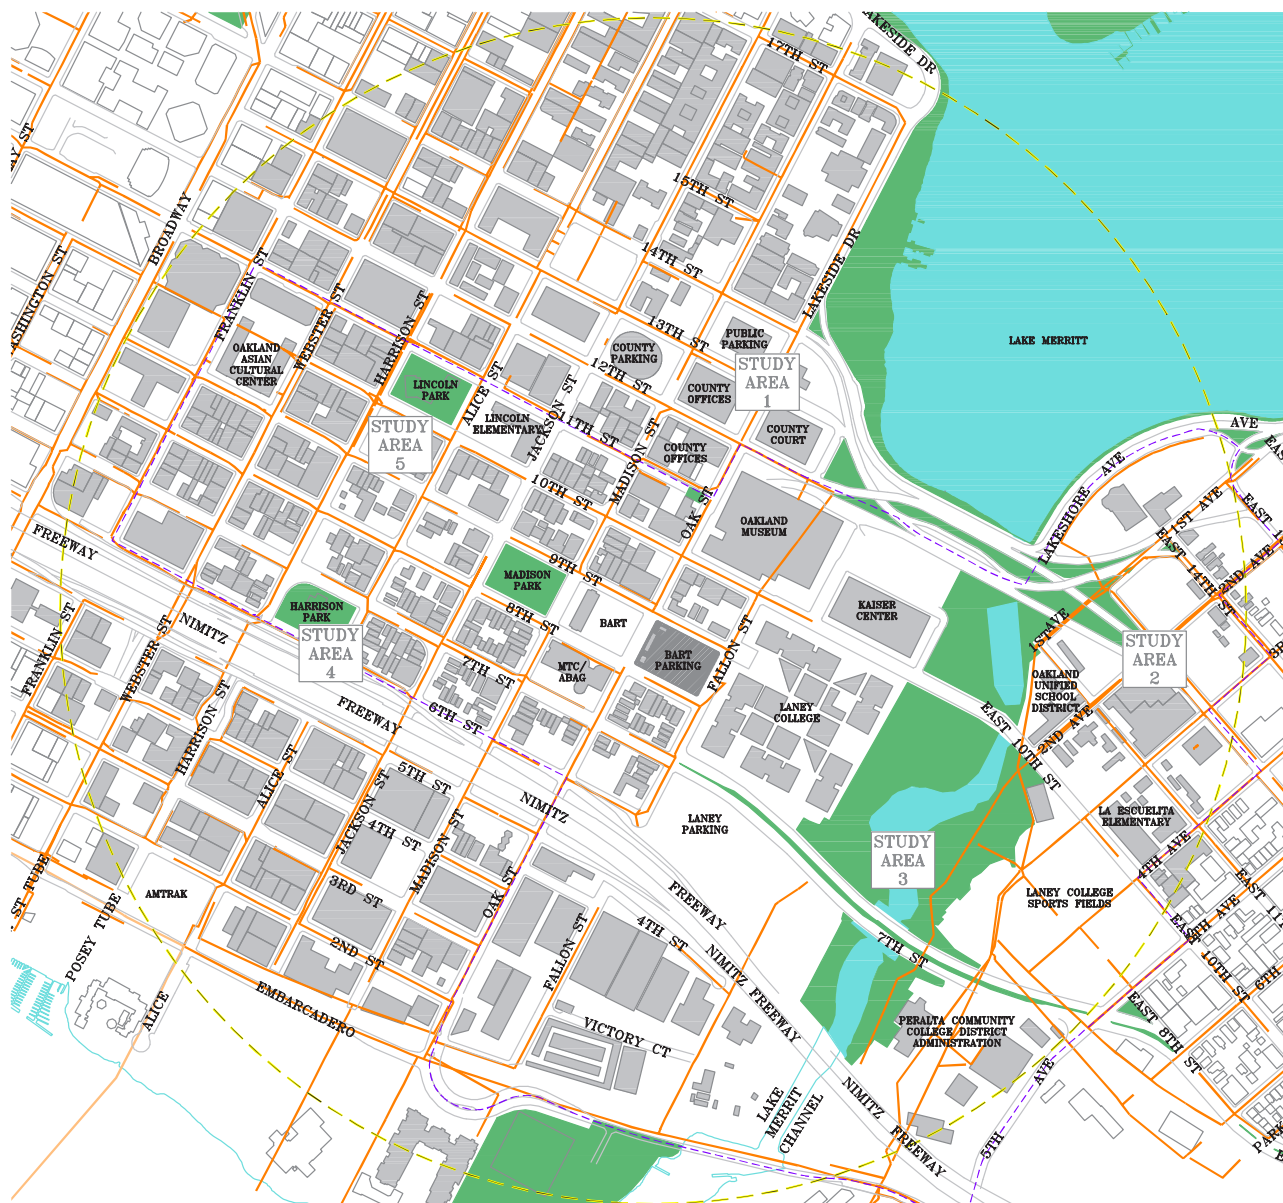 LAKESIDE DR
17TH ST
15TH ST
14TH ST
LAKESIDE DR
BROADWAY
WASHINGTON ST
FRANKLIN ST
WEBSTER ST
HARRISON ST
13TH ST
PUBLIC
PARKING
COUNTY
PARKING
12TH ST
STUDY
AREA
1
LAKE MERRITT
OAKLAND
ASIAN
CULTURAL
CENTER
LINCOLN
PARK
ALICE ST
COUNTY
OFFICES
LINCOLN
ELEMENTARY
JACKSON ST
11TH ST
MADISON ST
COUNTY
COURT
AVE
STUDY
AREA
5
COUNTY
OFFICES
LAKESHORE AVE
10TH ST
OAK ST
OAKLAND
MUSEUM
1ST AVE
FREEWAY
9TH ST
MADISON
PARK
EAST 14TH ST
2ND AVE
HARRISON
PARK
8TH ST
BART
KAISER
CENTER
NIMITZ
FRANKLIN ST
WEBSTER ST
STUDY
AREA
4
1ST AVE
STUDY
AREA
2
MTC/
ABAG
BART
PARKING
FALLON ST
7TH ST
OAKLAND
UNIFIED
SCHOOL
DISTRICT
HARRISON ST
FREEWAY
6TH ST
LANEY
COLLEGE
EAST 10TH ST
2ND AVE
ALICE ST
5TH ST
NIMITZ
JACKSON ST
4TH ST
MADISON ST
LANEY
PARKING
LA ESCUELITA
ELEMENTARY
4TH AVE
STUDY
AREA
3
TUBE
AMTRAK
3RD ST
OAK ST
FREEWAY
LANEY COLLEGE
SPORTS FIELDS
POSEY TUBE
2ND ST
FALLON ST
4TH ST
NIMITZ FREEWAY
7TH ST
EAST 10TH ST
ALICE
EMBARCADERO
VICTORY CT
PERALTA COMMUNITY
COLLEGE DISTRICT
ADMINISTRATION
EAST 8TH ST
LAKE
MERRIT
CHANNEL
NIMITZ FREEWAY
5TH AVE